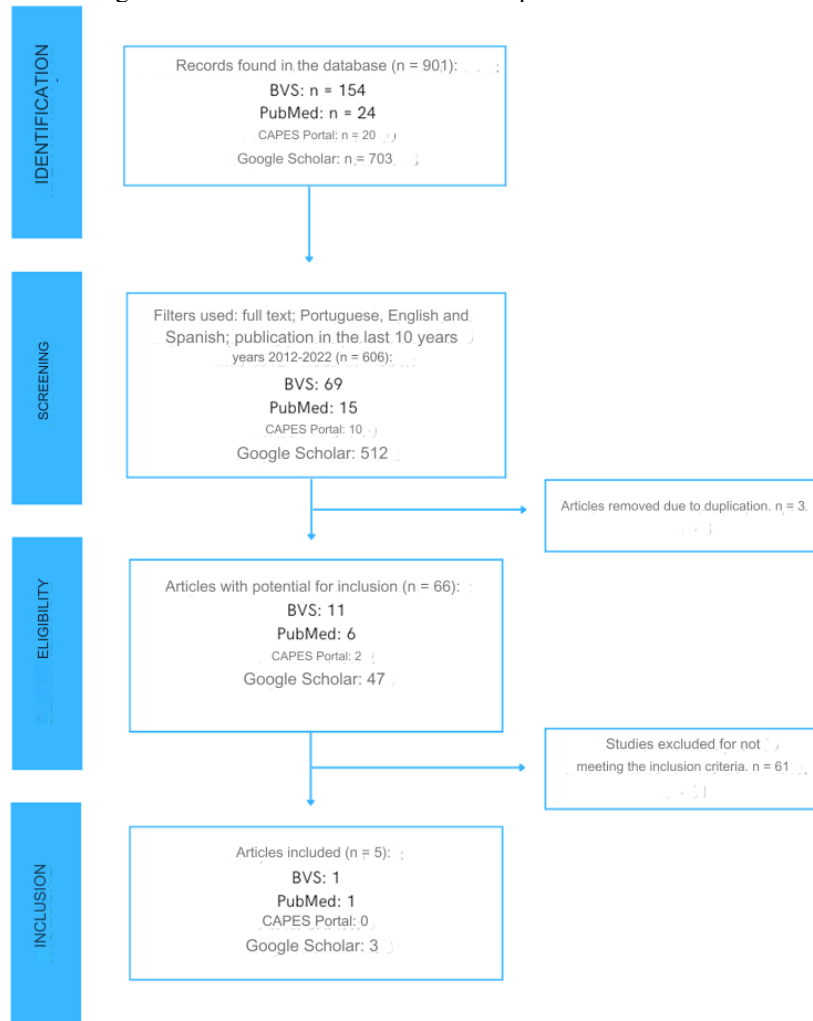 IDENTIFICATION
Records found in the database (n = 901):
BVS: n = 154
PubMed: n = 24
CAPES Portal: n = 20
Google Scholar: n = 703
SCREENING
Filters used: full text; Portuguese, English and
Spanish; publication in the last 10 years
years 2012-2022 (n = 606):
BVS: 69
PubMed: 15
CAPES Portal: 10
Google Scholar: 512
Articles removed due to duplication. n = 3.
ELIGIBILITY
Articles with potential for inclusion (n = 66):
BVS: 11
PubMed: 6
CAPES Portal: 2
Google Scholar: 47
Studies excluded for not
meeting the inclusion criteria. n = 61
INCLUSION
Articles included (n = 5):
BVS: 1
PubMed: 1
CAPES Portal: 0
Google Scholar: 3